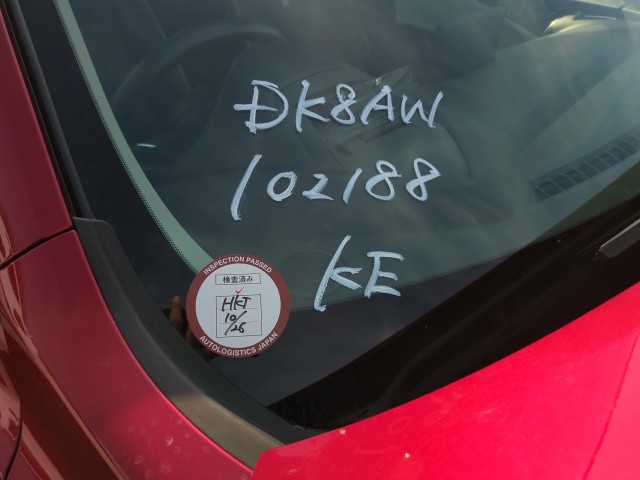 DK8AW
102188
KE
INSPECTION PASSED
検査済み
HKT
10/26
AUTOLOGISTICS JAPAN